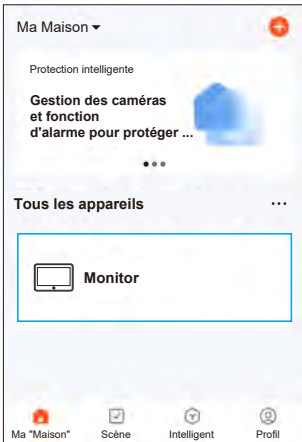 Ma Maison
Protection intelligente
Gestion des caméras
et fonction
d'alarme pour protéger ...
Tous les appareils
Monitor
Ma "Maison"
Scène
Intelligent
Profil